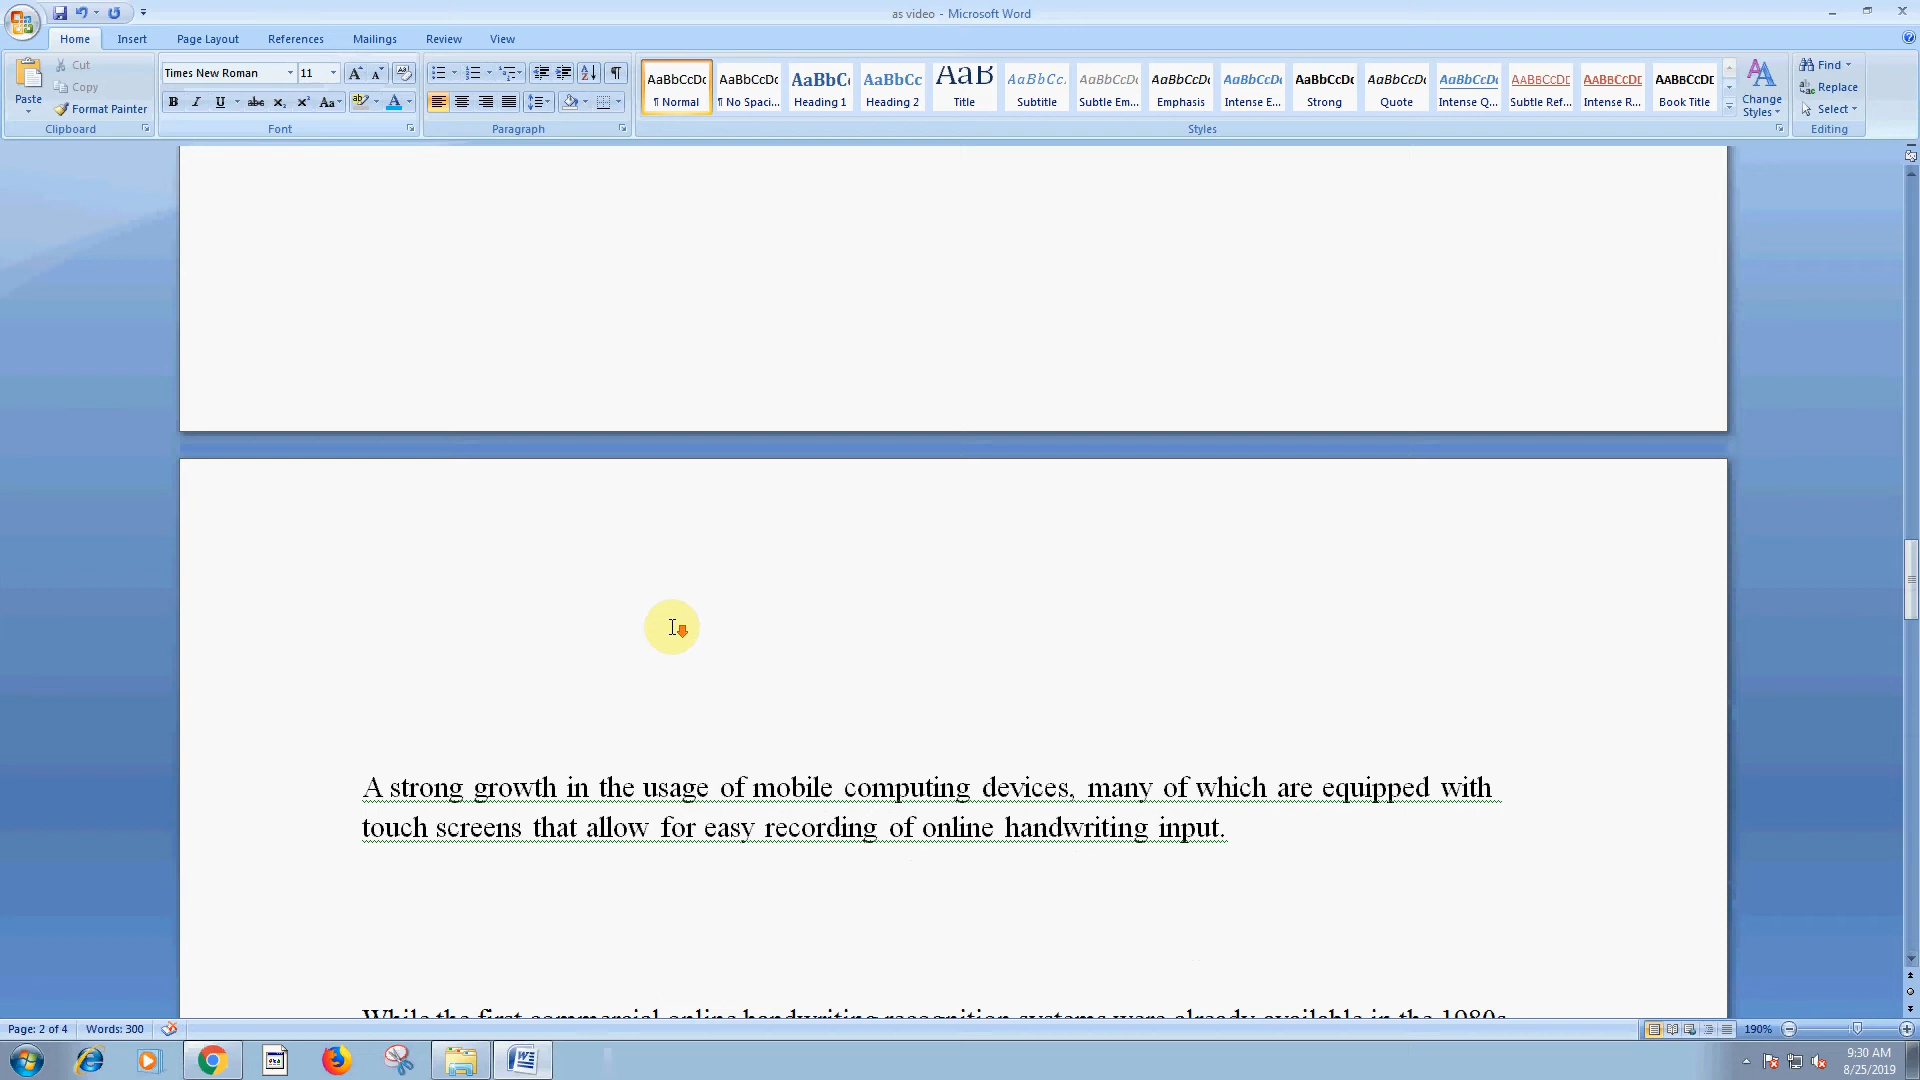 as video - Microsoft Word
Home Insert Page Layout References Mailings Review View
Paste
Cut
Copy
Format Painter
Clipboard
Times New Roman 11
Font
Paragraph
AaBbCcDc AaBbCcDc AaBbC AaBbCc AaB AaBbCc. AaBbCcDc AaBbCcDc AaBbCcDc AaBbCcDc AaBbCcDc AaBbCcDc AABBCCDD AABBCCDD AABBCCDD
¶ Normal ¶ No Spaci... Heading 1 Heading 2 Title Subtitle Subtle Em... Emphasis Intense E... Strong Quote Intense Q... Subtle Ref... Intense R... Book Title
Styles
Change Styles
Find
Replace
Select
Editing
A strong growth in the usage of mobile computing devices, many of which are equipped with
touch screens that allow for easy recording of online handwriting input.
While the first commercial online handwriting recognition systems were already available in the 1980s
Page: 2 of 4 Words: 300 190%
9:30 AM
8/25/2019